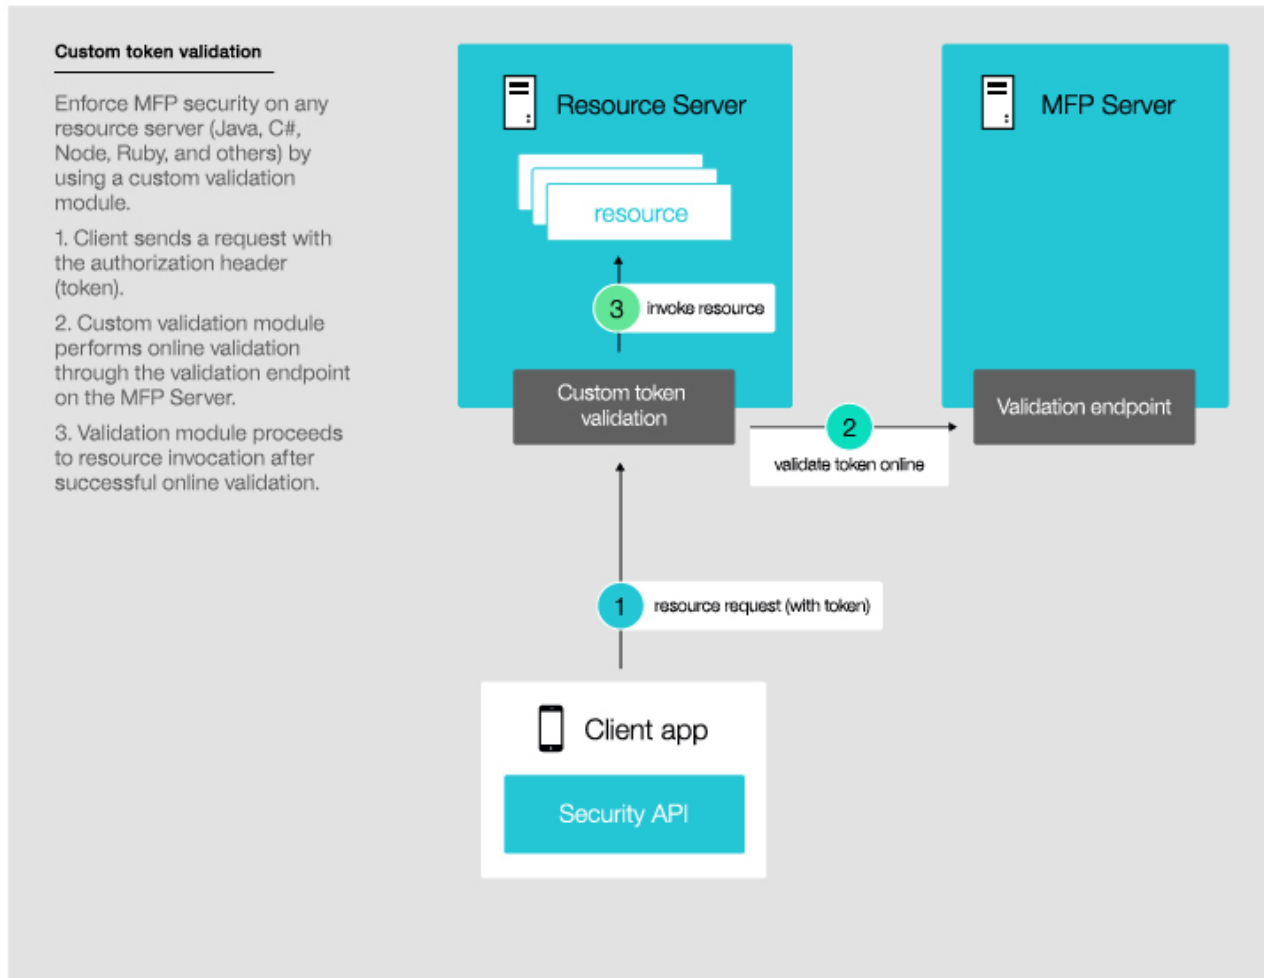 Custom token validation
Enforce MFP security on any
resource server (Java, C#,
Node, Ruby, and others) by
using a custom validation
module.
1. Client sends a request with
the authorization header
(token).
2. Custom validation module
performs online validation
through the validation endpoint
on the MFP Server.
3. Validation module proceeds
to resource invocation after
successful online validation.
Resource Server
resource
3
invoke resource
Custom token
validation
MFP Server
Validation endpoint
2
validate token online
1
resource request (with token)
Client app
Security API